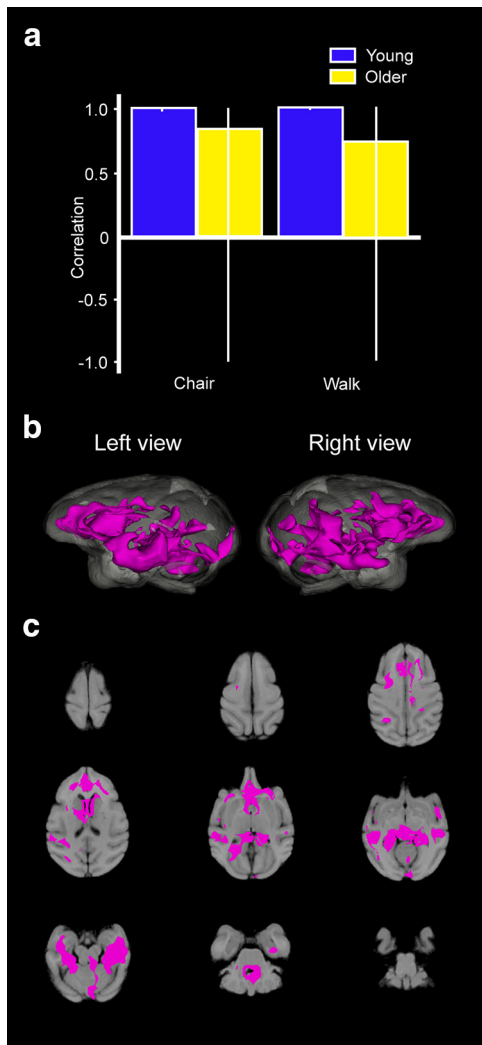 a
Young
Older
1.0
0.5
0
-0.5
-1.0
Correlation
Chair Walk
b
Left view Right view
c